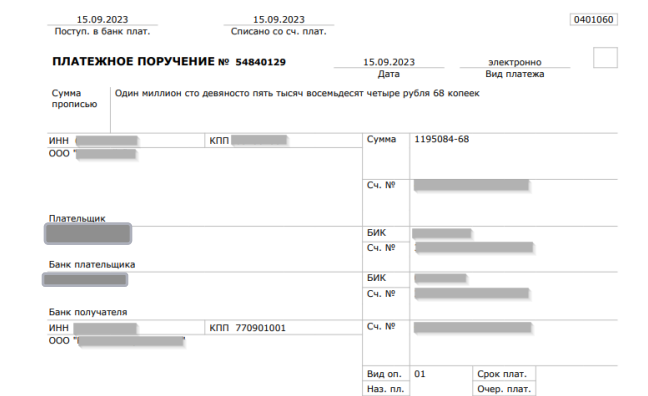 15.09.2023 15.09.2023 0401060
Поступ. в банк плат. Списано со сч. плат.
ПЛАТЕЖНОЕ ПОРУЧЕНИЕ № 54840129 15.09.2023 электронно
Дата Вид платежа
Сумма прописью Один миллион сто девяносто пять тысяч восемьдесят четыре рубля 68 копеек
ИНН КПП Сумма 1195084-68
ООО "
Сч. №
Плательщик
БИК
Сч. №
Банк плательщика
БИК
Сч. №
Банк получателя
ИНН КПП 770901001 Сч. №
ООО " "
Вид оп. 01 Срок плат.
Наз. пл. Очер. плат.